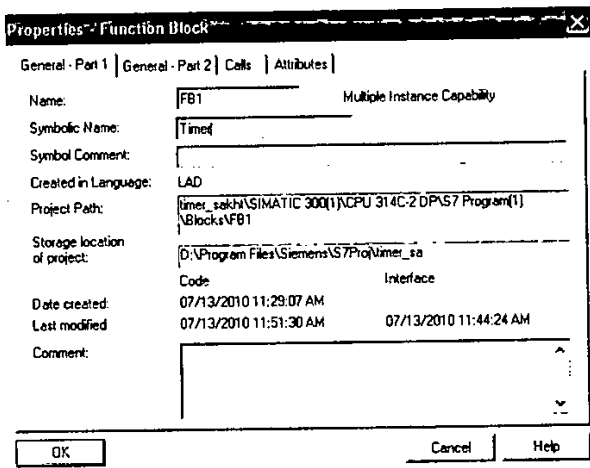 Properties - Function Block
General - Part 1 General - Part 2 Calls Attributes
Name: FB1 Multiple Instance Capability
Symbolic Name: Timer
Symbol Comment:
Created in Language: LAD
Project Path: timer_sakht\SIMATIC 300(1)\CPU 314C-2 DP\S7 Program(1)
\Blocks\FB1
Storage location
of project: D:\Program Files\Siemens\S7Proj\timer_sa
Code Interface
Date created: 07/13/2010 11:29:07 AM
Last modified 07/13/2010 11:51:30 AM 07/13/2010 11:44:24 AM
Comment:
OK Cancel Help